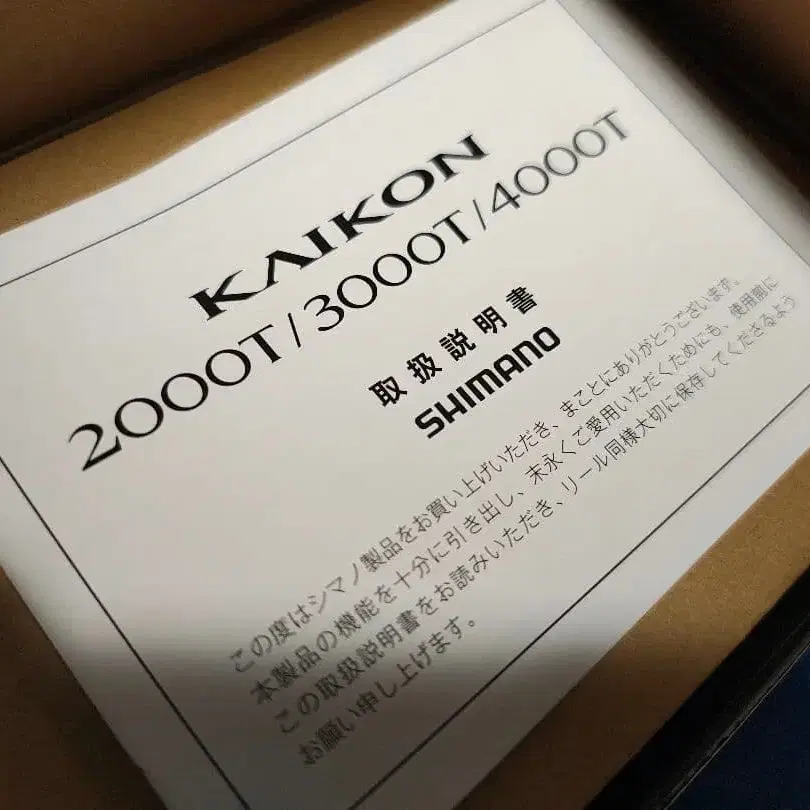 KAIKON
2000T/3000T/4000T
取扱説明書
SHIMANO
この度はシマノ製品をお買い上げいただき、まことにありがとうございます。
本製品の機能を十分に引き出し、末永くご愛用いただくためにも、使用前に
この取扱説明書をお読みいただき、リール同様大切に保存してくださるよう
お願い申し上げます。